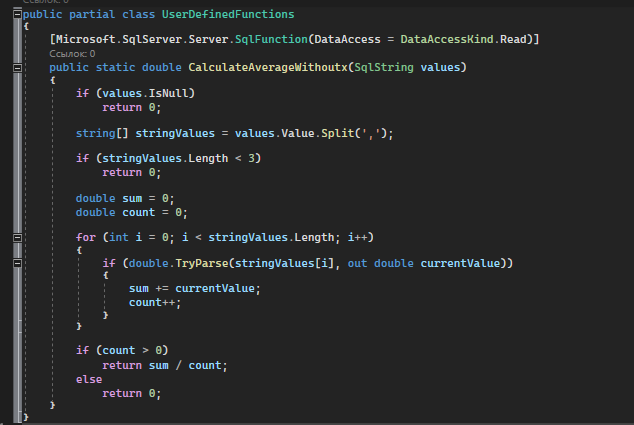 Ссылок: 0
public partial class UserDefinedFunctions
{
[Microsoft.SqlServer.Server.SqlFunction(DataAccess = DataAccessKind.Read)]
Ссылок: 0
public static double CalculateAverageWithoutx(SqlString values)
{
if (values.IsNull)
return 0;
string[] stringValues = values.Value.Split(',');
if (stringValues.Length < 3)
return 0;
double sum = 0;
double count = 0;
for (int i = 0; i < stringValues.Length; i++)
{
if (double.TryParse(stringValues[i], out double currentValue))
{
sum += currentValue;
count++;
}
}
if (count > 0)
return sum / count;
else
return 0;
}
}